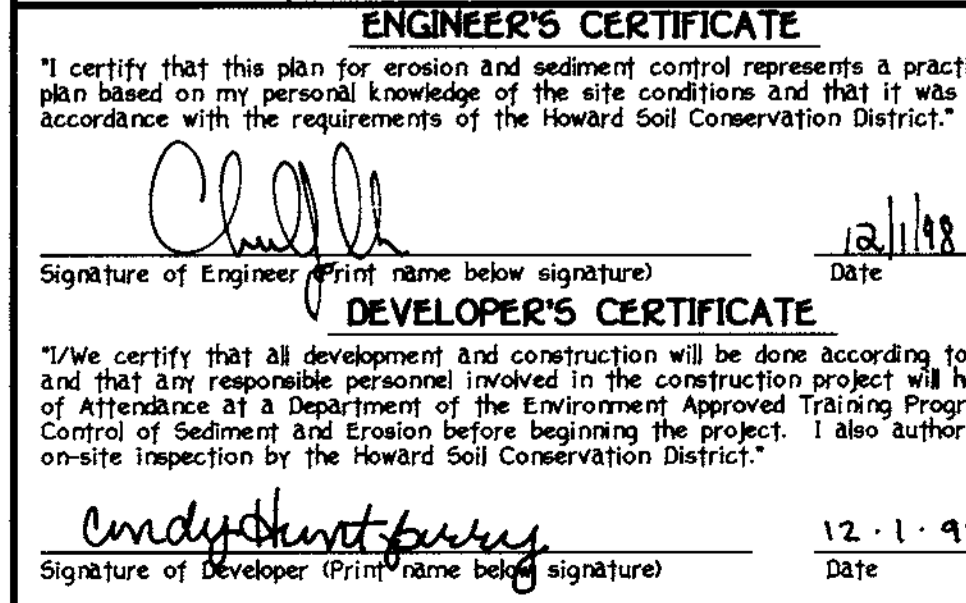 ENGINEER'S CERTIFICATE
"I certify that this plan for erosion and sediment control represents a pract
plan based on my personal knowledge of the site conditions and that it was
accordance with the requirements of the Howard Soil Conservation District."
12/1/98
Signature of Engineer (Print name below signature)
Date
DEVELOPER'S CERTIFICATE
"I/We certify that all development and construction will be done according to
and that any responsible personnel involved in the construction project will h
of Attendance at a Department of the Environment Approved Training Progr
Control of Sediment and Erosion before beginning the project. I also author
on-site inspection by the Howard Soil Conservation District."
Cindy Hunt
12.1.9
Signature of Developer (Print name below signature)
Date